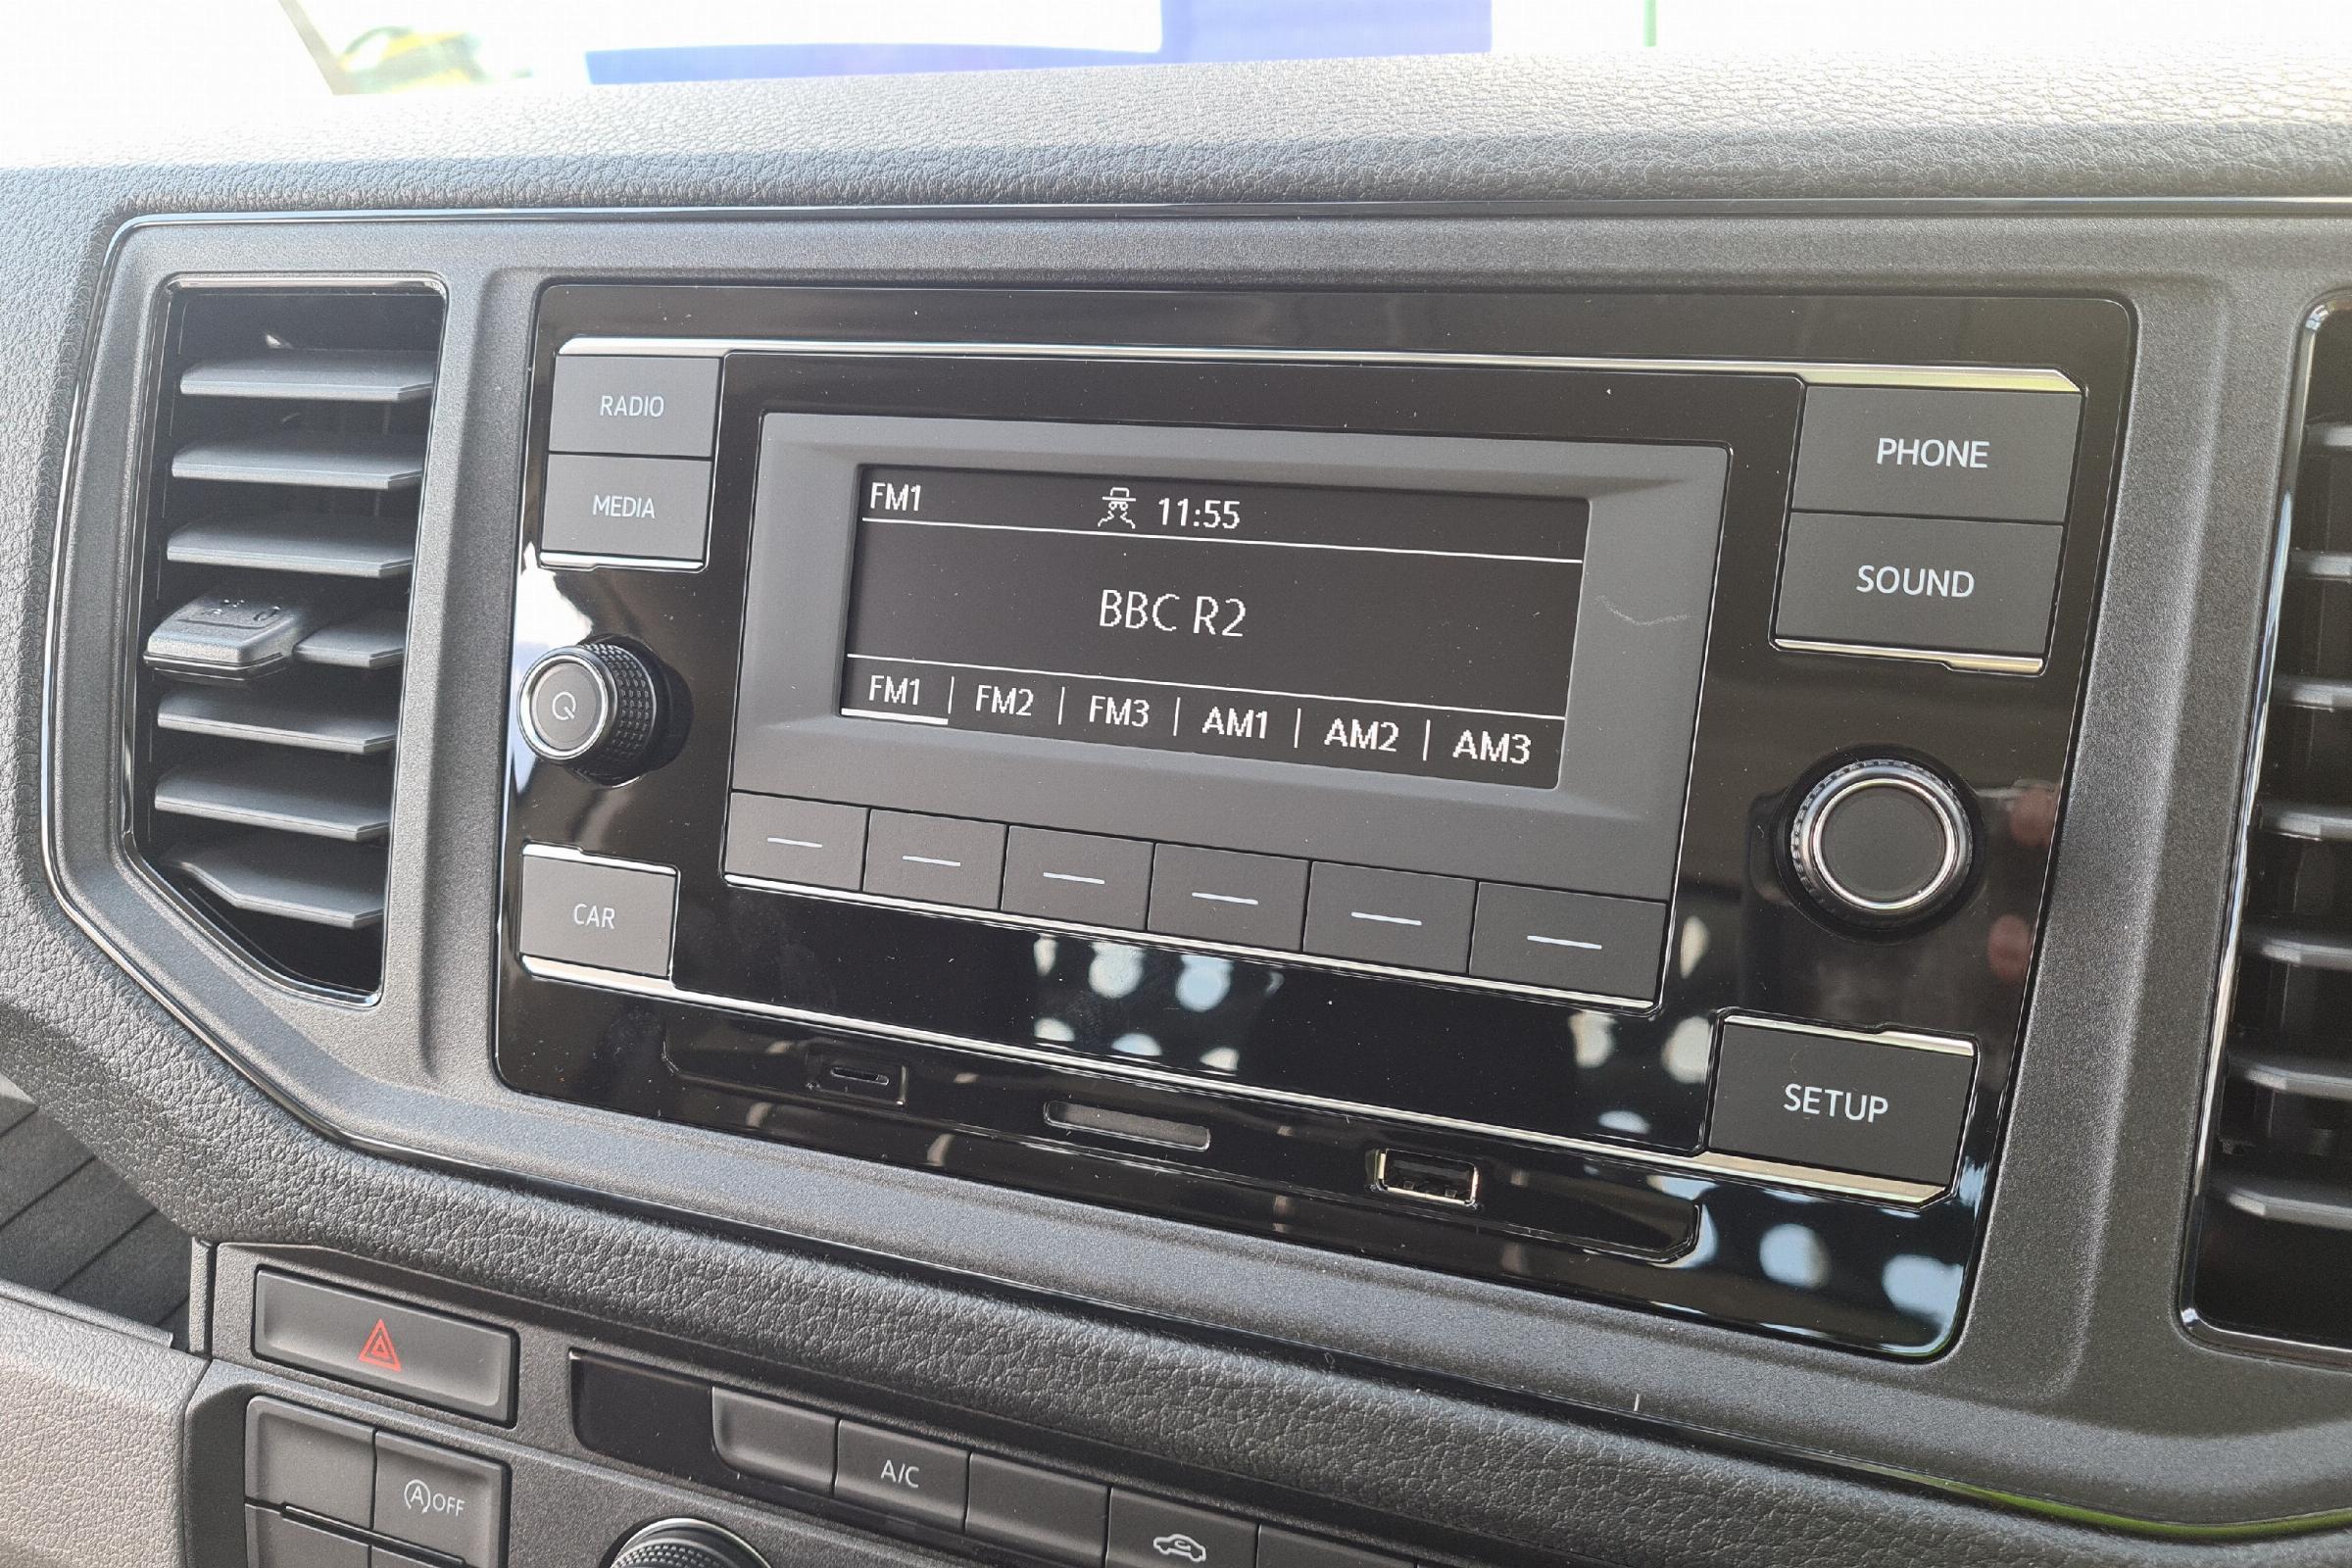 RADIO
MEDIA
PHONE
SOUND
FM1 11:55
BBC R2
FM1 | FM2 | FM3 | AM1 | AM2 | AM3
CAR
SETUP
A/C
(A)OFF